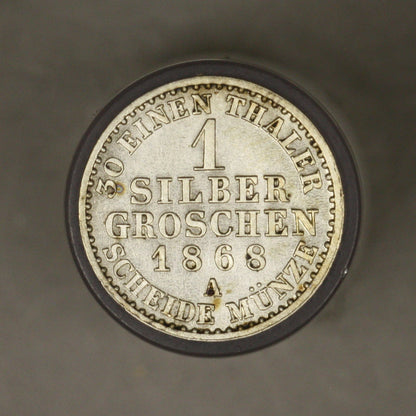 30 EINEN THALER
1
SILBER
GROSCHEN
1868
A
SCHEIDE MÜNZE